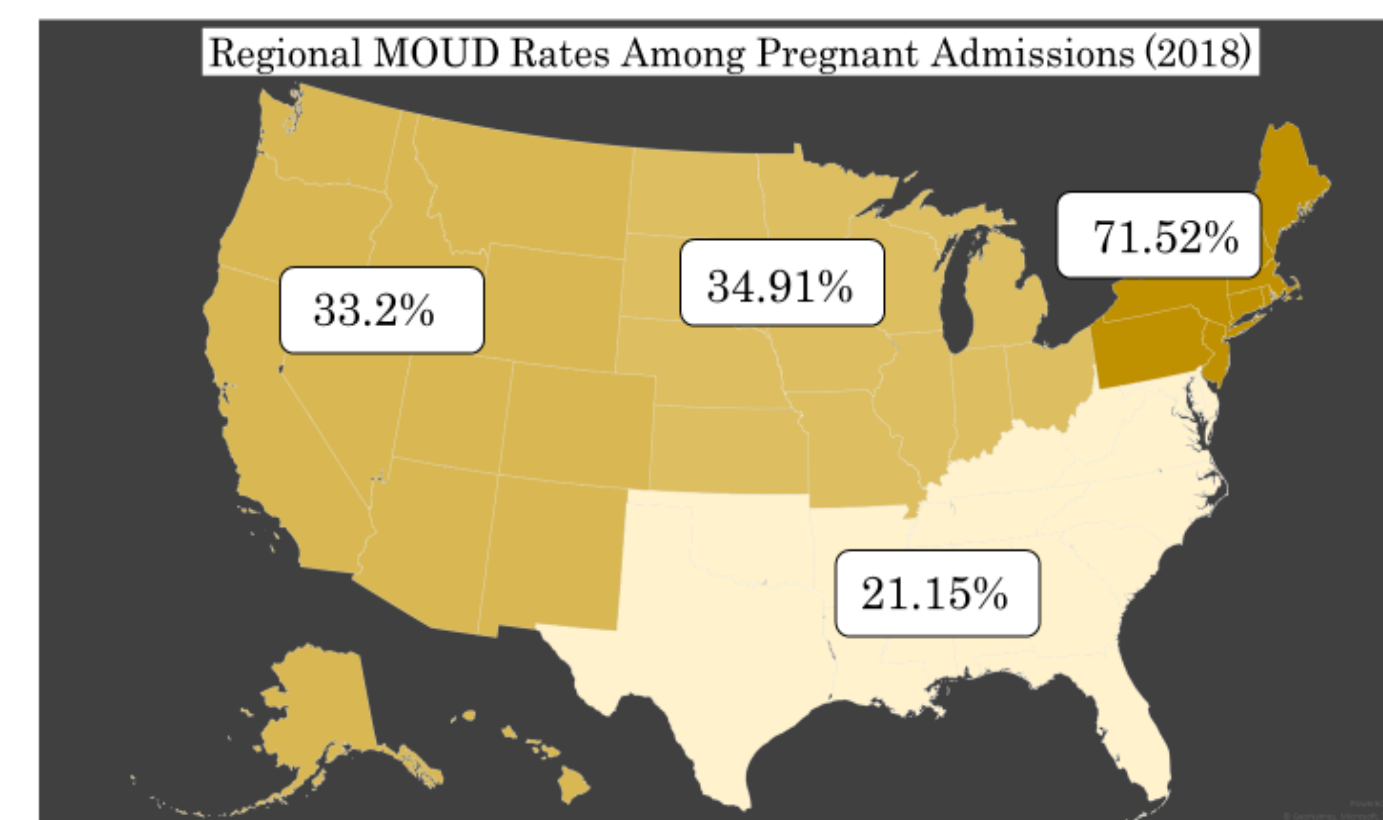 Regional MOUD Rates Among Pregnant Admissions (2018)
71.52%
34.91%
33.2%
21.15%